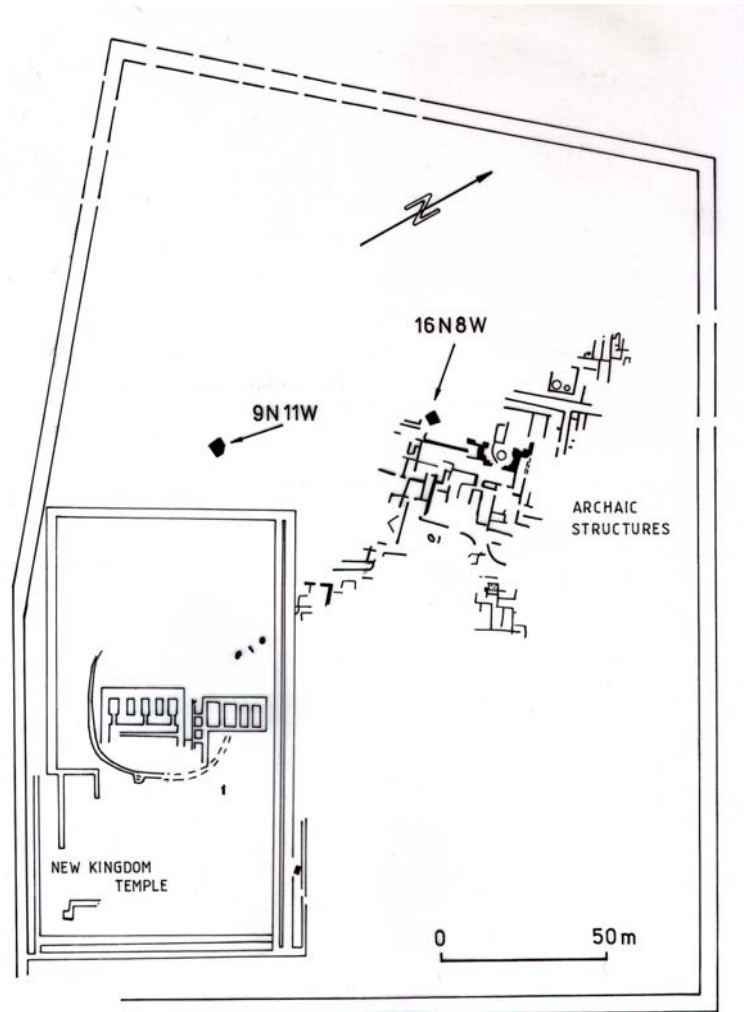 N
16N8W
9N11W
ARCHAIC
STRUCTURES
NEW KINGDOM
TEMPLE
0 50m